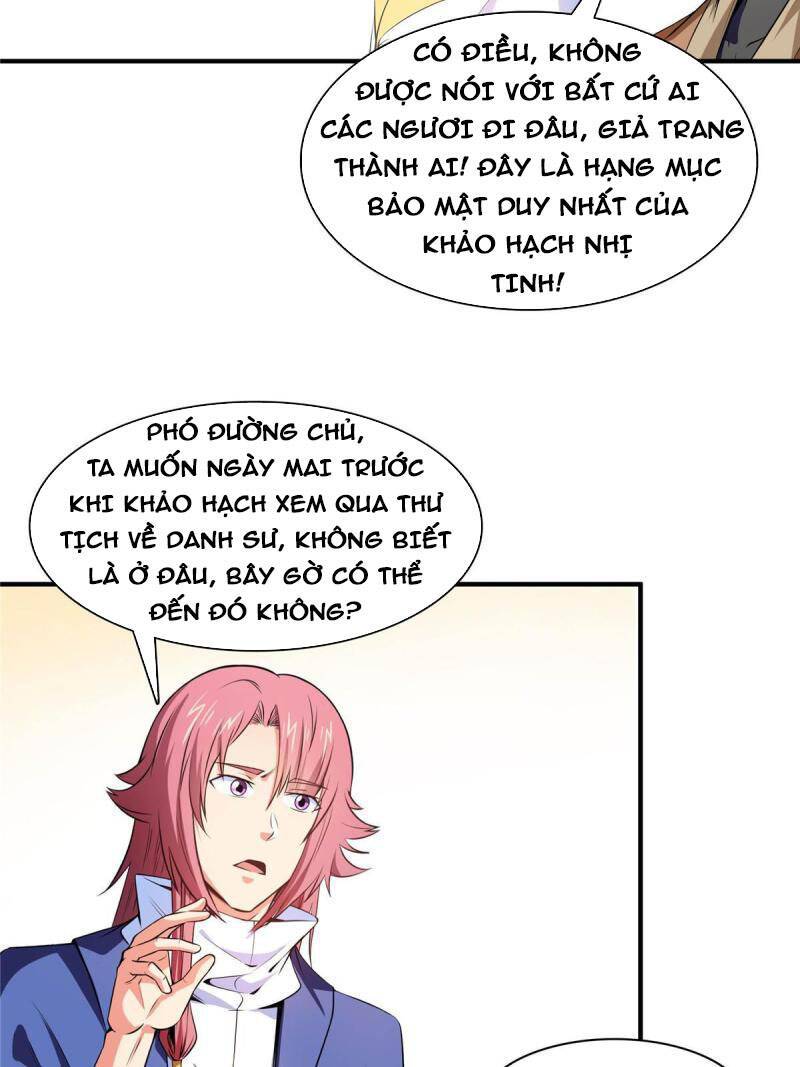 CÓ ĐIỀU, KHÔNG
ĐƯỢC NÓI VỚI BẤT CỨ AI
CÁC NGƯƠI ĐI ĐÂU, GIẢ TRANG
THÀNH AI! ĐÂY LÀ HẠNG MỤC
BẢO MẬT DUY NHẤT CỦA
KHẢO HẠCH NHỊ
TINH!
PHÓ ĐƯỜNG CHỦ,
TA MUỐN NGÀY MAI TRƯỚC
KHI KHẢO HẠCH XEM QUA THƯ
TỊCH VỀ DANH SƯ, KHÔNG BIẾT
LÀ Ở ĐÂU, BÂY GỜ CÓ THỂ
ĐẾN ĐÓ KHÔNG?